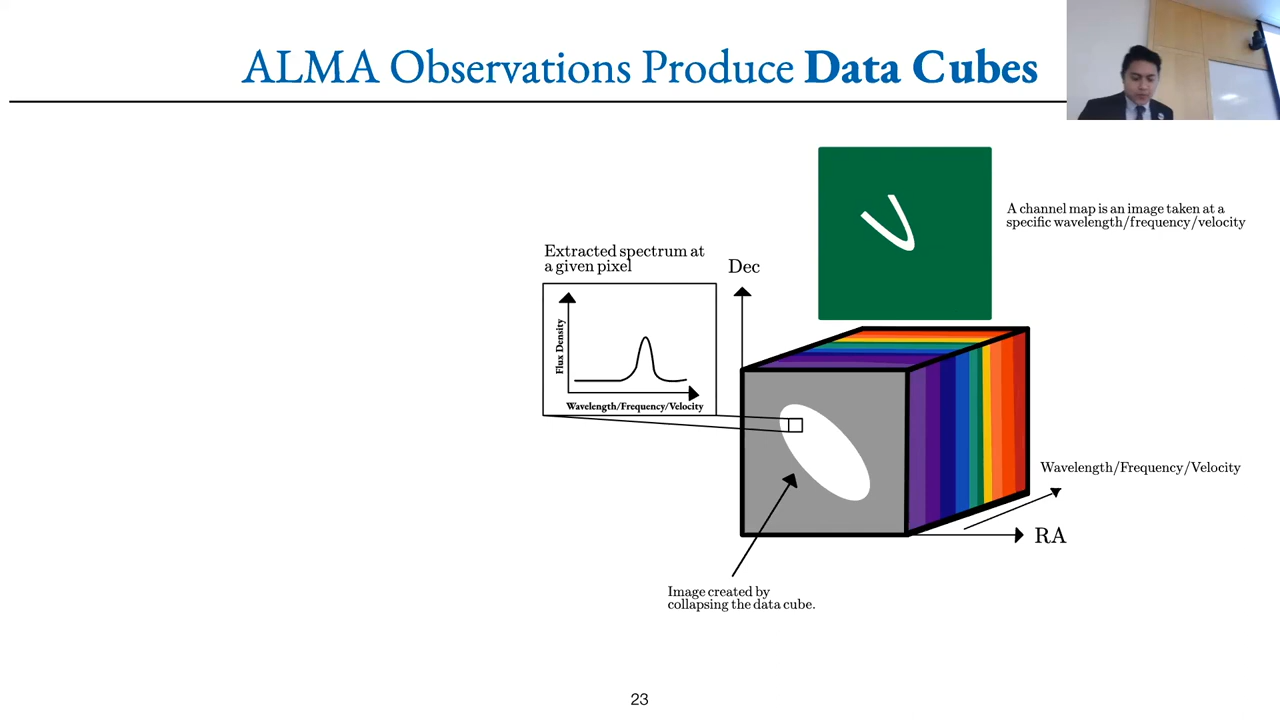 ALMA Observations Produce Data Cubes
A channel map is an image taken at a
specific wavelength/frequency/velocity
Extracted spectrum at
a given pixel
Dec
Flux Density
Wavelength/Frequency/Velocity
Wavelength/Frequency/Velocity
RA
Image created by
collapsing the data cube.
23